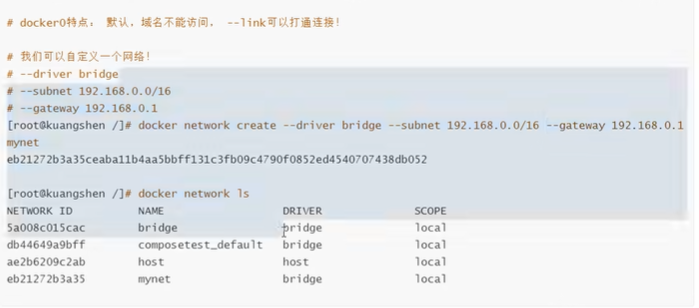 # docker0特点： 默认，域名不能访问， --link可以打通连接！
# 我们可以自定义一个网络！
# --driver bridge
# --subnet 192.168.0.0/16
# --gateway 192.168.0.1
[root@kuangshen /]# docker network create --driver bridge --subnet 192.168.0.0/16 --gateway 192.168.0.1
mynet
eb21272b3a35ceaba11b4aa5bbff131c3fb09c4790f0852ed4540707438db052
[root@kuangshen /]# docker network ls
NETWORK ID NAME DRIVER SCOPE
5a008c015cac bridge bridge local
db44649a9bff composetest_default bridge local
ae2b6209c2ab host host local
eb21272b3a35 mynet bridge local